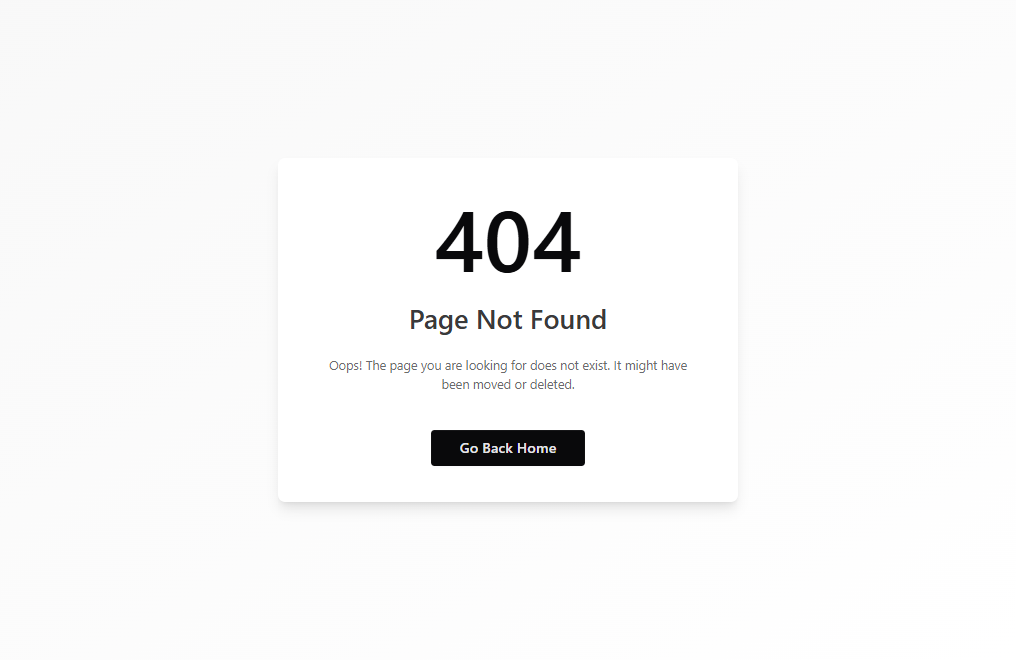 404
Page Not Found
Oops! The page you are looking for does not exist. It might have
been moved or deleted.
Go Back Home